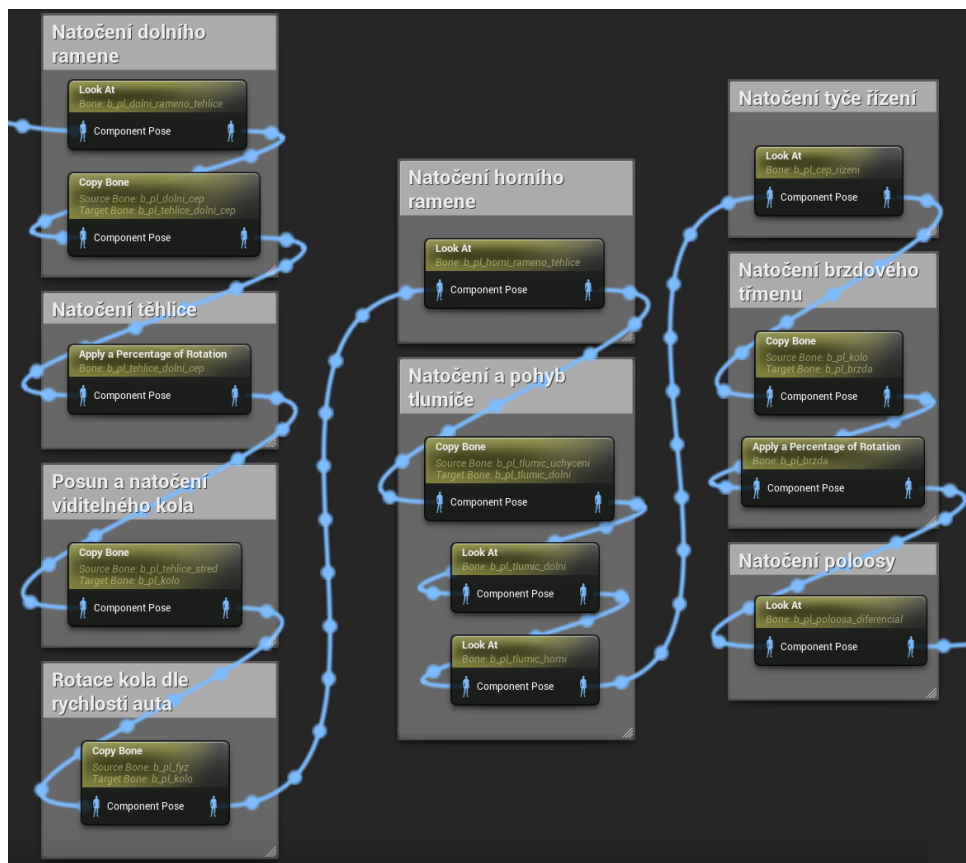 Natočení dolního
ramene
Look At
Bone: b_pl_dolni_rameno_tehlice
Component Pose
Copy Bone
Source Bone: b_pl_dolni_cep
Target Bone: b_pl_tehlice_dolni_cep
Component Pose
Natočení těhlice
Apply a Percentage of Rotation
Bone: b_pl_tehlice_dolni_cep
Component Pose
Posun a natočení
viditelného kola
Copy Bone
Source Bone: b_pl_tehlice_stred
Target Bone: b_pl_kolo
Component Pose
Rotace kola dle
rychlosti auta
Copy Bone
Source Bone: b_pl_fyz
Target Bone: b_pl_kolo
Component Pose
Natočení horního
ramene
Look At
Bone: b_pl_horni_rameno_tehlice
Component Pose
Natočení a pohyb
tlumiče
Copy Bone
Source Bone: b_pl_tlumic_uchyceni
Target Bone: b_pl_tlumic_dolni
Component Pose
Look At
Bone: b_pl_tlumic_dolni
Component Pose
Look At
Bone: b_pl_tlumic_horni
Component Pose
Natočení tyče řízení
Look At
Bone: b_pl_cep_rizeni
Component Pose
Natočení brzdového
třmenu
Copy Bone
Source Bone: b_pl_kolo
Target Bone: b_pl_brzda
Component Pose
Apply a Percentage of Rotation
Bone: b_pl_brzda
Component Pose
Natočení poloosy
Look At
Bone: b_pl_poloosa_diferencial
Component Pose